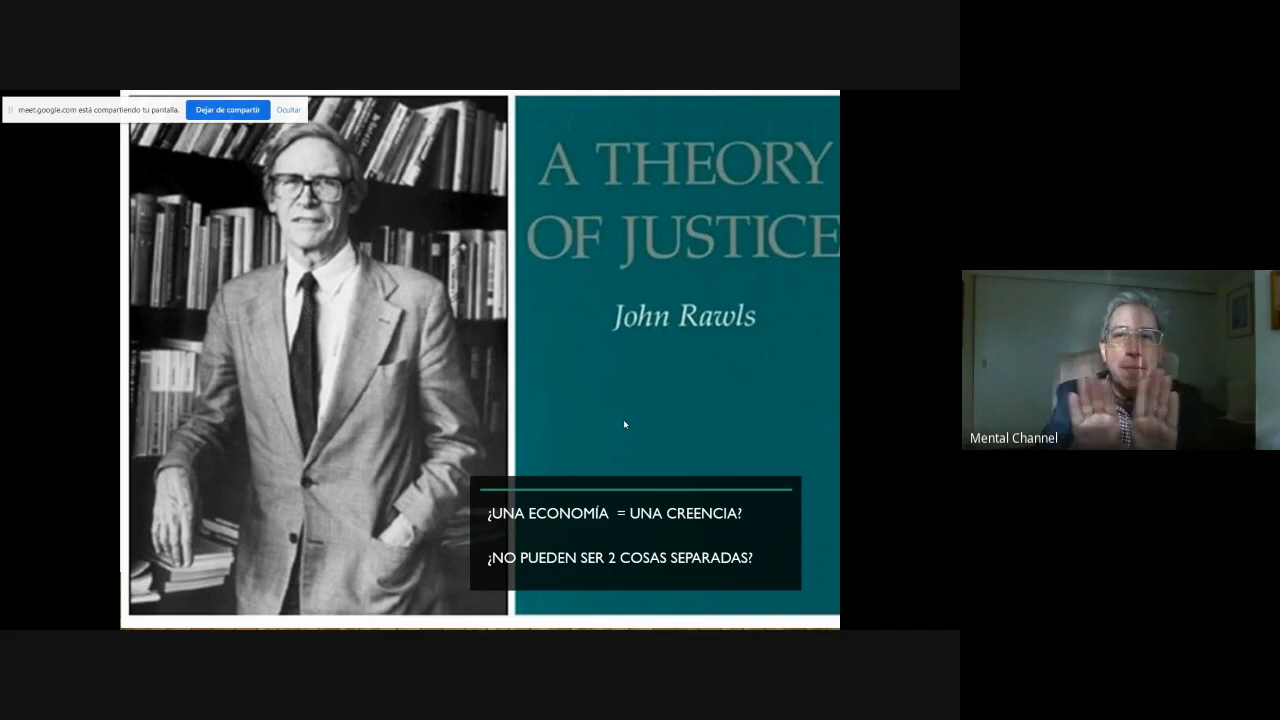 meet.google.com está compartiendo tu pantalla.
Dejar de compartir
Ocultar
A THEORY
OF JUSTICE
John Rawls
¿UNA ECONOMÍA = UNA CREENCIA?
¿NO PUEDEN SER 2 COSAS SEPARADAS?
Mental Channel